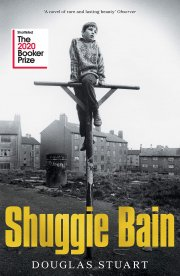 'A novel of rare and lasting beauty' Observer
Shortlisted
The
2020
Booker
Prize
Shuggie Bain
DOUGLAS STUART